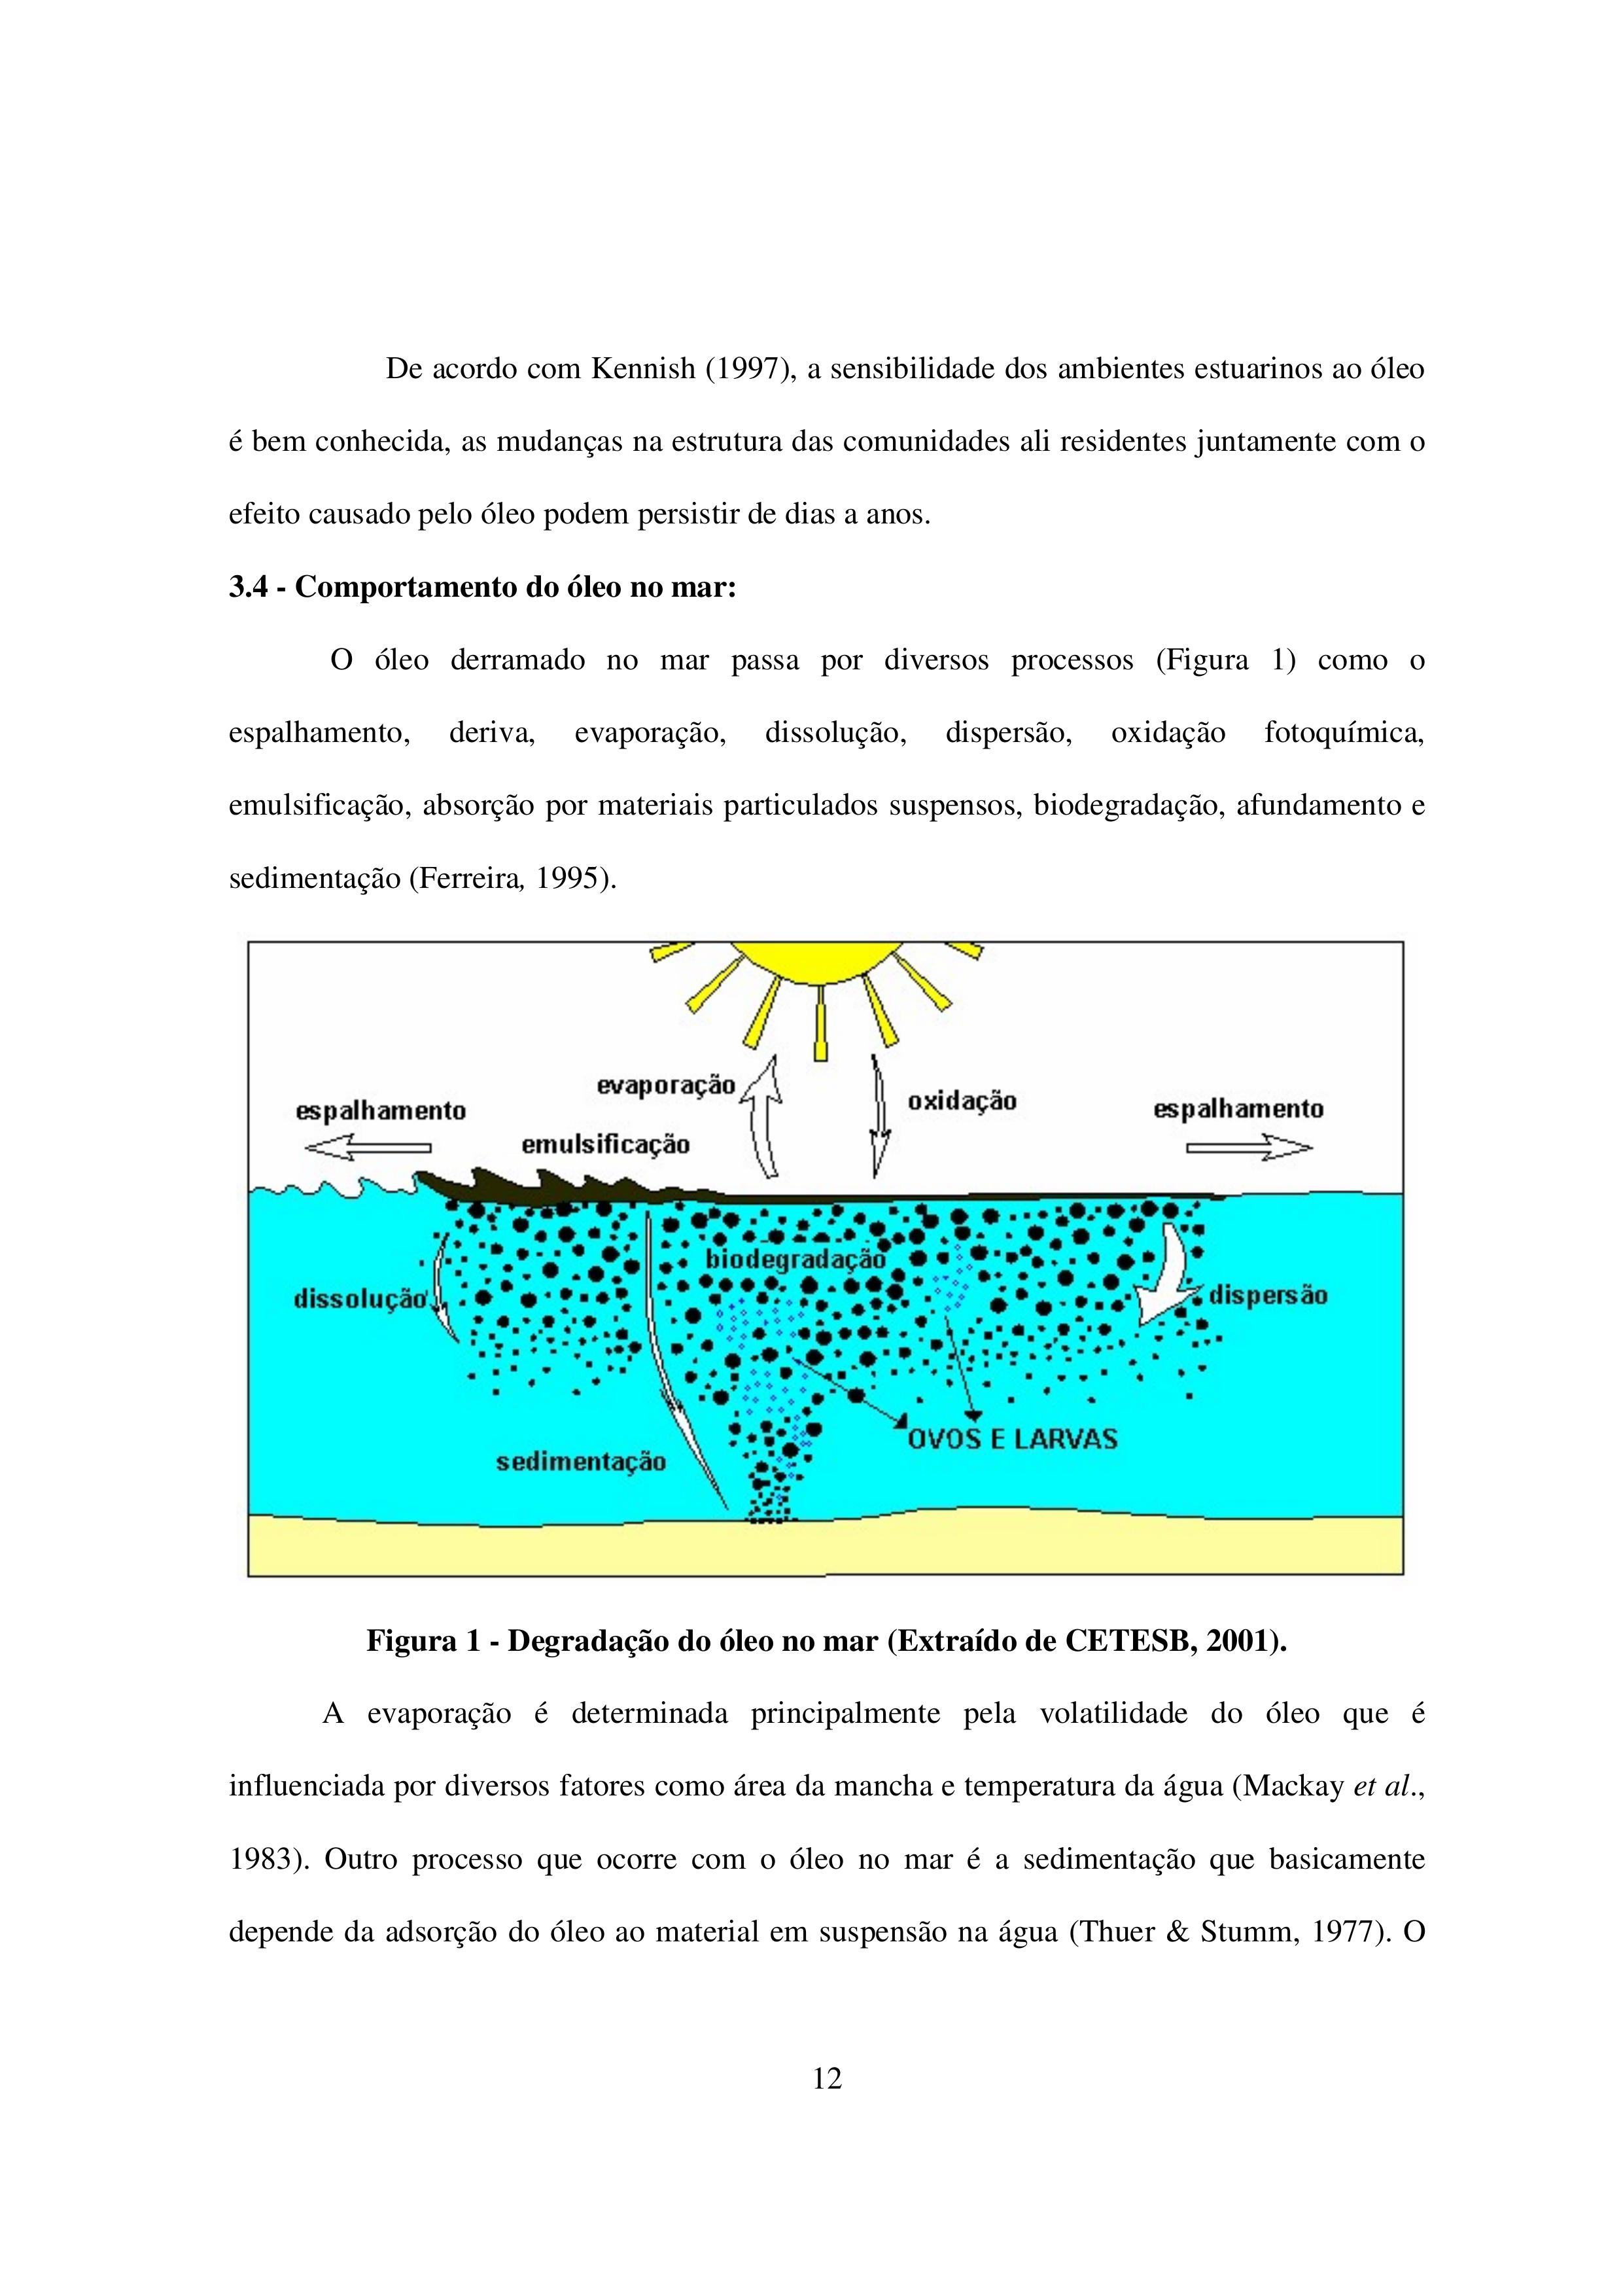 De acordo com Kennish (1997), a sensibilidade dos ambientes estuarinos ao óleo
é bem conhecida, as mudanças na estrutura das comunidades ali residentes juntamente com o
efeito causado pelo óleo podem persistir de dias a anos.
3.4 - Comportamento do óleo no mar:
O óleo derramado no mar passa por diversos processos (Figura 1) como o
espalhamento, deriva, evaporação, dissolução, dispersão, oxidação fotoquímica,
emulsificação, absorção por materiais particulados suspensos, biodegradação, afundamento e
sedimentação (Ferreira, 1995).
evaporação
oxidação
espalhamento
espalhamento
emulsificação
biodegradação
dissolução
dispersão
OVOS E LARVAS
sedimentação
Figura 1 - Degradação do óleo no mar (Extraído de CETESB, 2001).
A evaporação é determinada principalmente pela volatilidade do óleo que é
influenciada por diversos fatores como área da mancha e temperatura da água (Mackay et al.,
1983). Outro processo que ocorre com o óleo no mar é a sedimentação que basicamente
depende da adsorção do óleo ao material em suspensão na água (Thuer & Stumm, 1977). O
12